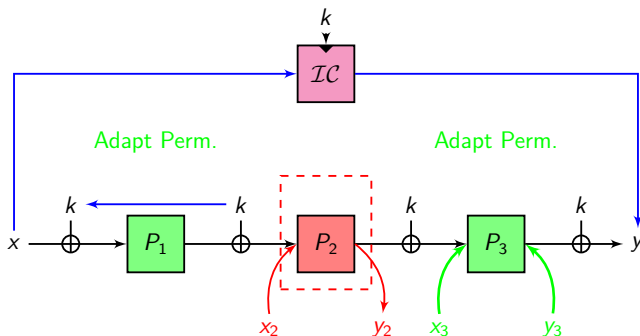 k
IC
Adapt Perm. Adapt Perm.
k k k k
x P1 P2 P3 y
x2 y2 x3 y3